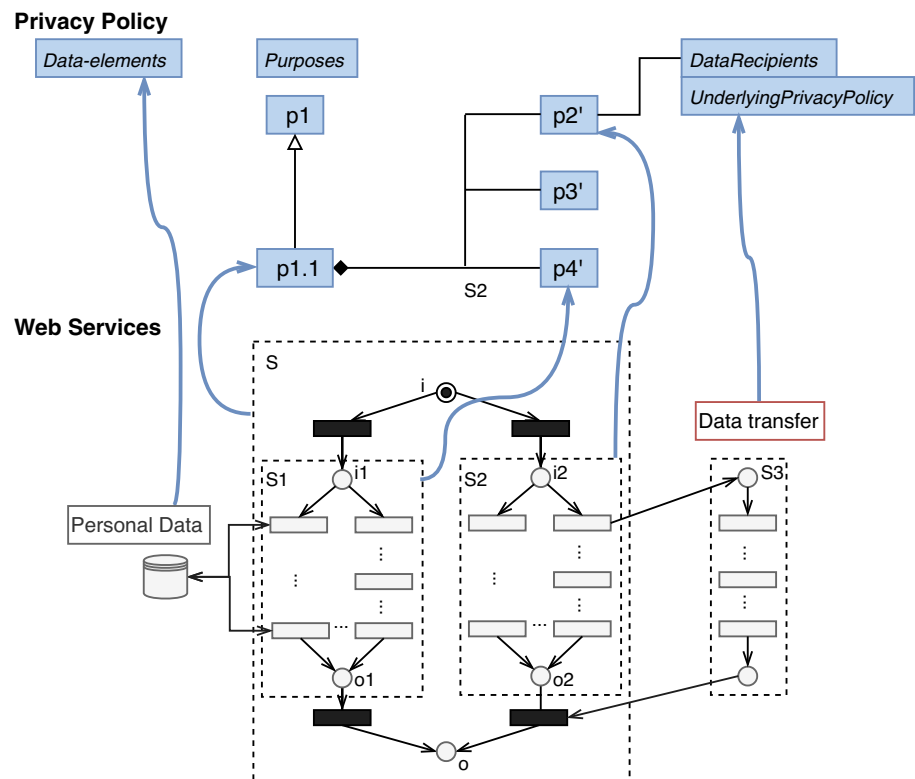 Privacy Policy
Data-elements
Purposes
DataRecipients
UnderlyingPrivacyPolicy
p1
p2'
p3'
p1.1
p4'
S2
Web Services
S
i
Data transfer
S1
i1
S2
i2
S3
Personal Data
...
...
...
...
...
...
...
...
...
...
...
...
o1
o2
o